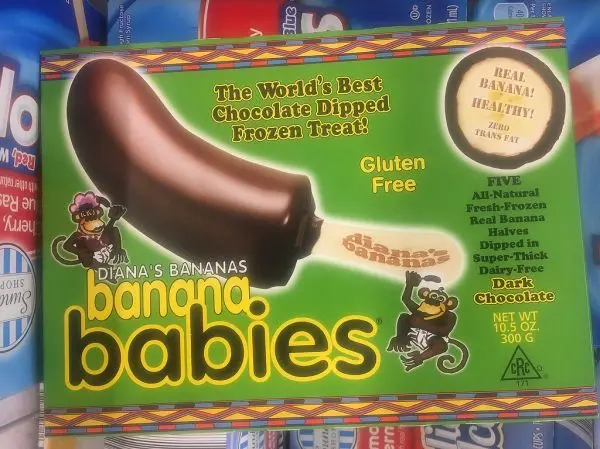 The World's Best
Chocolate Dipped
Frozen Treat!
REAL
BANANA!
HEALTHY!
ZERO
TRANS FAT
Gluten
Free
FIVE
All-Natural
Fresh-Frozen
Real Banana
Halves
Dipped in
Super-Thick
Dairy-Free
Dark
Chocolate
NET WT
10.5 OZ.
300 G
cRc
171
diana's
bananas
DIANA'S BANANAS
banana
babies®
Blue